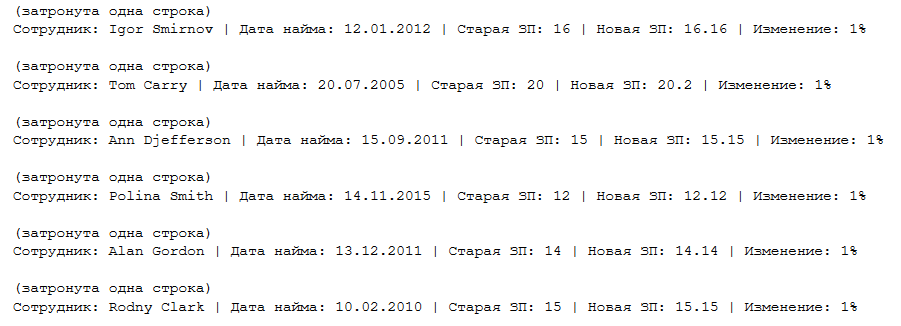 (затронута одна строка)
Сотрудник: Igor Smirnov | Дата найма: 12.01.2012 | Старая ЗП: 16 | Новая ЗП: 16.16 | Изменение: 1%
(затронута одна строка)
Сотрудник: Tom Carry | Дата найма: 20.07.2005 | Старая ЗП: 20 | Новая ЗП: 20.2 | Изменение: 1%
(затронута одна строка)
Сотрудник: Ann Djefferson | Дата найма: 15.09.2011 | Старая ЗП: 15 | Новая ЗП: 15.15 | Изменение: 1%
(затронута одна строка)
Сотрудник: Polina Smith | Дата найма: 14.11.2015 | Старая ЗП: 12 | Новая ЗП: 12.12 | Изменение: 1%
(затронута одна строка)
Сотрудник: Alan Gordon | Дата найма: 13.12.2011 | Старая ЗП: 14 | Новая ЗП: 14.14 | Изменение: 1%
(затронута одна строка)
Сотрудник: Rodny Clark | Дата найма: 10.02.2010 | Старая ЗП: 15 | Новая ЗП: 15.15 | Изменение: 1%